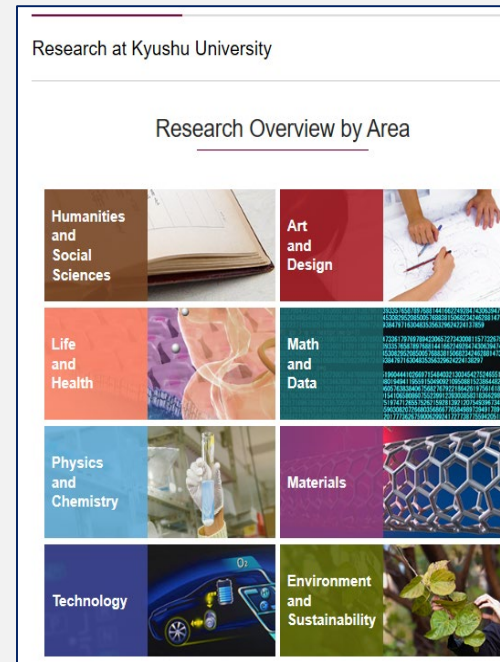 Research at Kyushu University
Research Overview by Area
Humanities
and
Social
Sciences
Art
and
Design
Life
and
Health
Math
and
Data
Physics
and
Chemistry
Materials
Technology
O₂
Environment
and
Sustainability